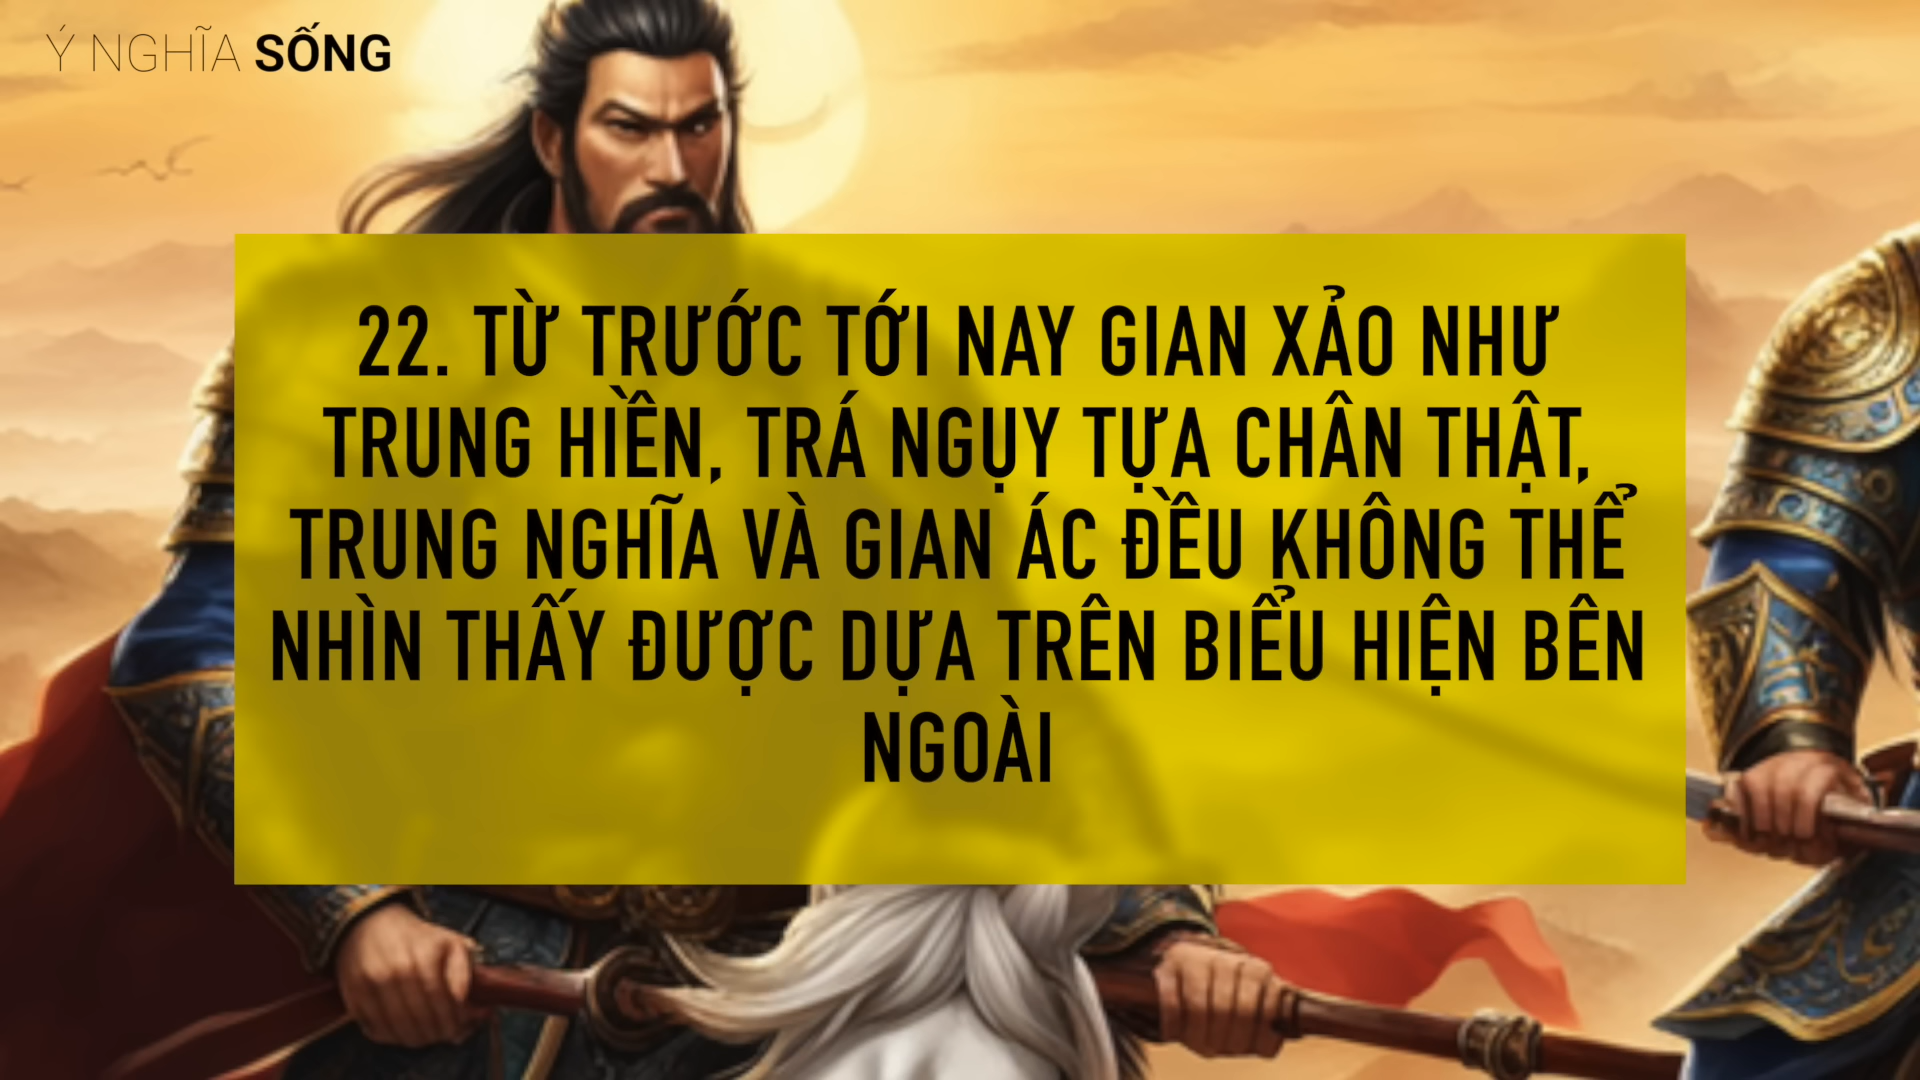 Ý NGHĨA SỐNG
22. TỪ TRƯỚC TỚI NAY GIAN XẢO NHƯ
TRUNG HIỀN, TRÁ NGỤY TỰA CHÂN THẬT,
TRUNG NGHĨA VÀ GIAN ÁC ĐỀU KHÔNG THỂ
NHÌN THẤY ĐƯỢC DỰA TRÊN BIỂU HIỆN BÊN
NGOÀI